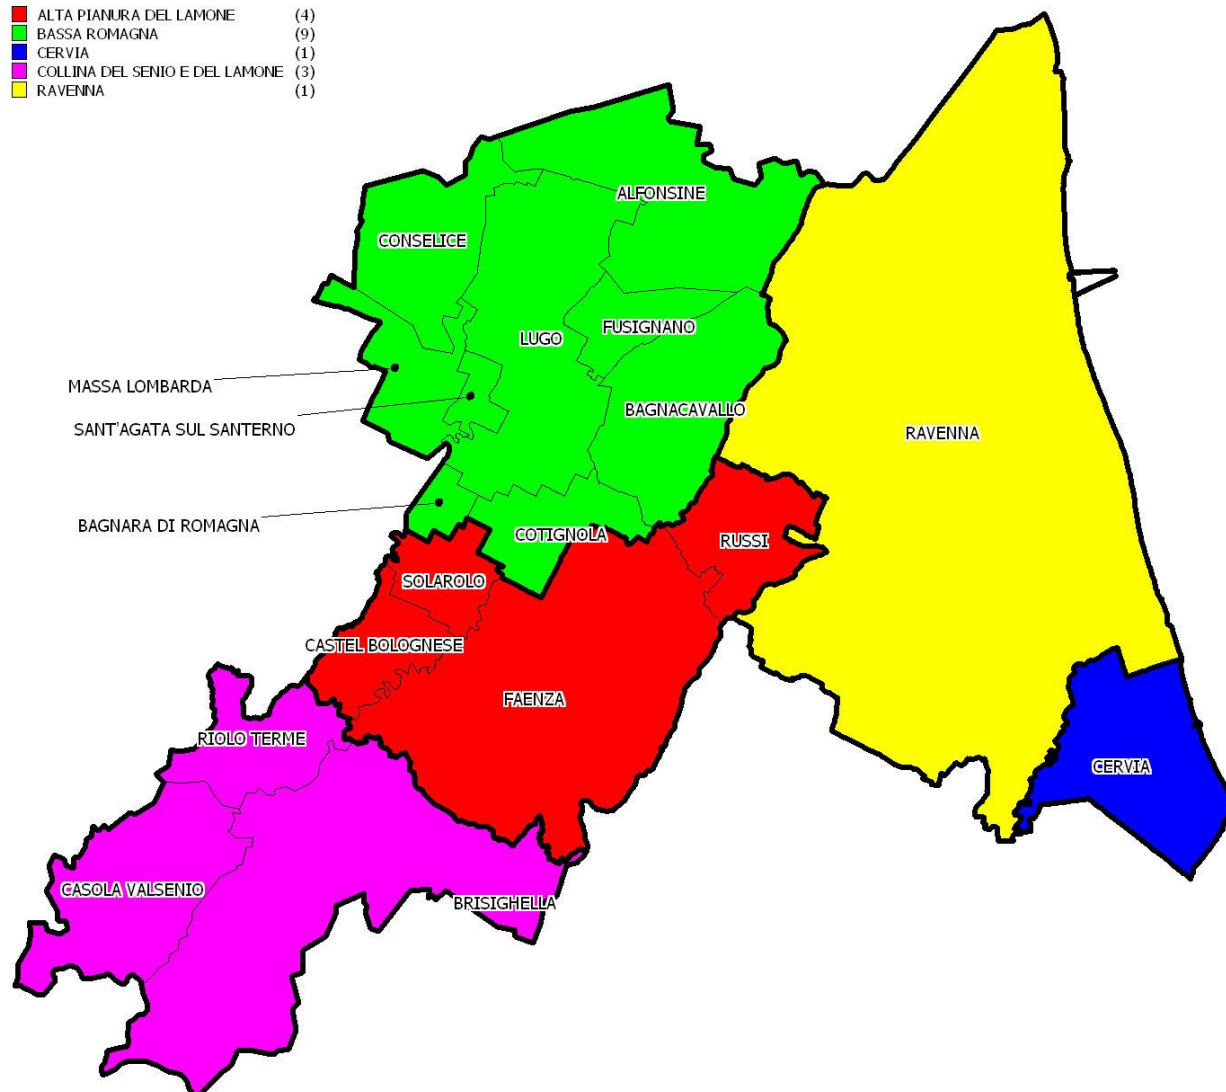 ALTA PIANURA DEL LAMONE (4)
BASSA ROMAGNA (9)
CERVIA (1)
COLLINA DEL SENIO E DEL LAMONE (3)
RAVENNA (1)
ALFONSINE
CONSELICE
FUSIGNANO
LUGO
MASSA LOMBARDA
BAGNACAVALLO
SANT'AGATA SUL SANTERNO
RAVENNA
BAGNARA DI ROMAGNA
COTIGNOLA
RUSSI
SOLAROLO
CASTEL BOLOGNESE
FAENZA
RIOLO TERME
CERVIA
CASOLA VALSENIO
BRISIGHELLA